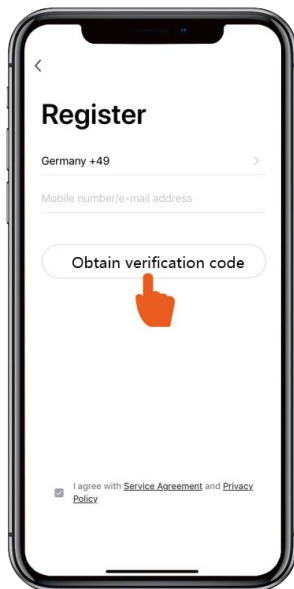 Register
Germany +49
Mobile number/e-mail address
Obtain verification code
I agree with Service Agreement and Privacy
Policy